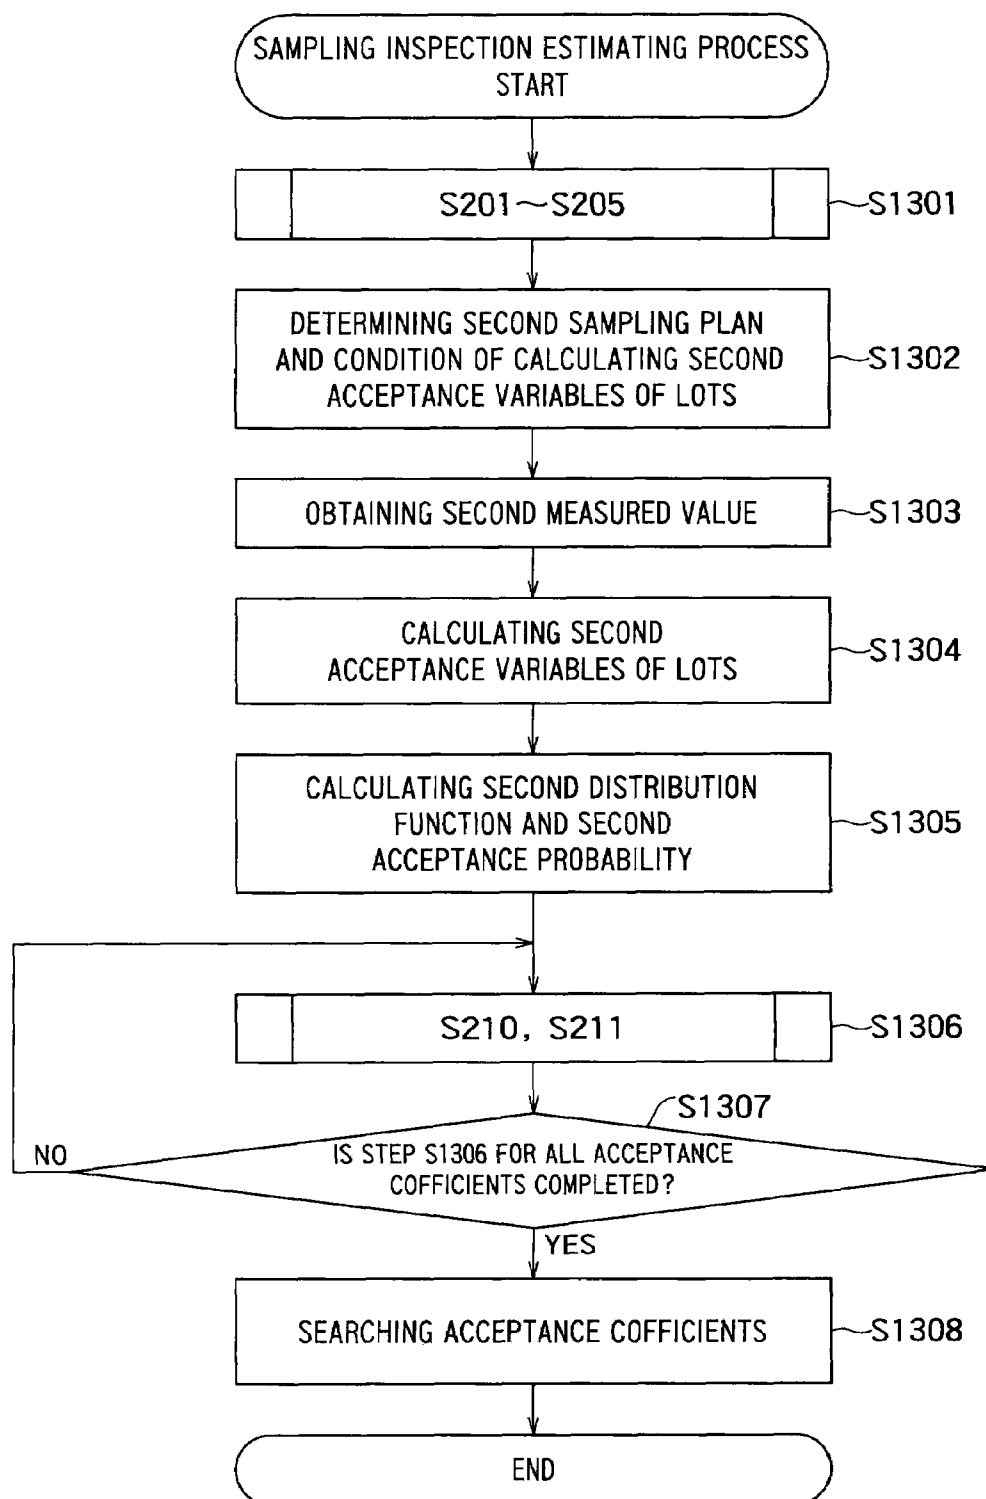 SAMPLING INSPECTION ESTIMATING PROCESS
START
S201~S205
S1301
DETERMINING SECOND SAMPLING PLAN
AND CONDITION OF CALCULATING SECOND
ACCEPTANCE VARIABLES OF LOTS
S1302
OBTAINING SECOND MEASURED VALUE
S1303
CALCULATING SECOND
ACCEPTANCE VARIABLES OF LOTS
S1304
CALCULATING SECOND DISTRIBUTION
FUNCTION AND SECOND
ACCEPTANCE PROBABILITY
S1305
S210, S211
S1306
S1307
IS STEP S1306 FOR ALL ACCEPTANCE
COFFICIENTS COMPLETED?
NO
YES
SEARCHING ACCEPTANCE COFFICIENTS
S1308
END